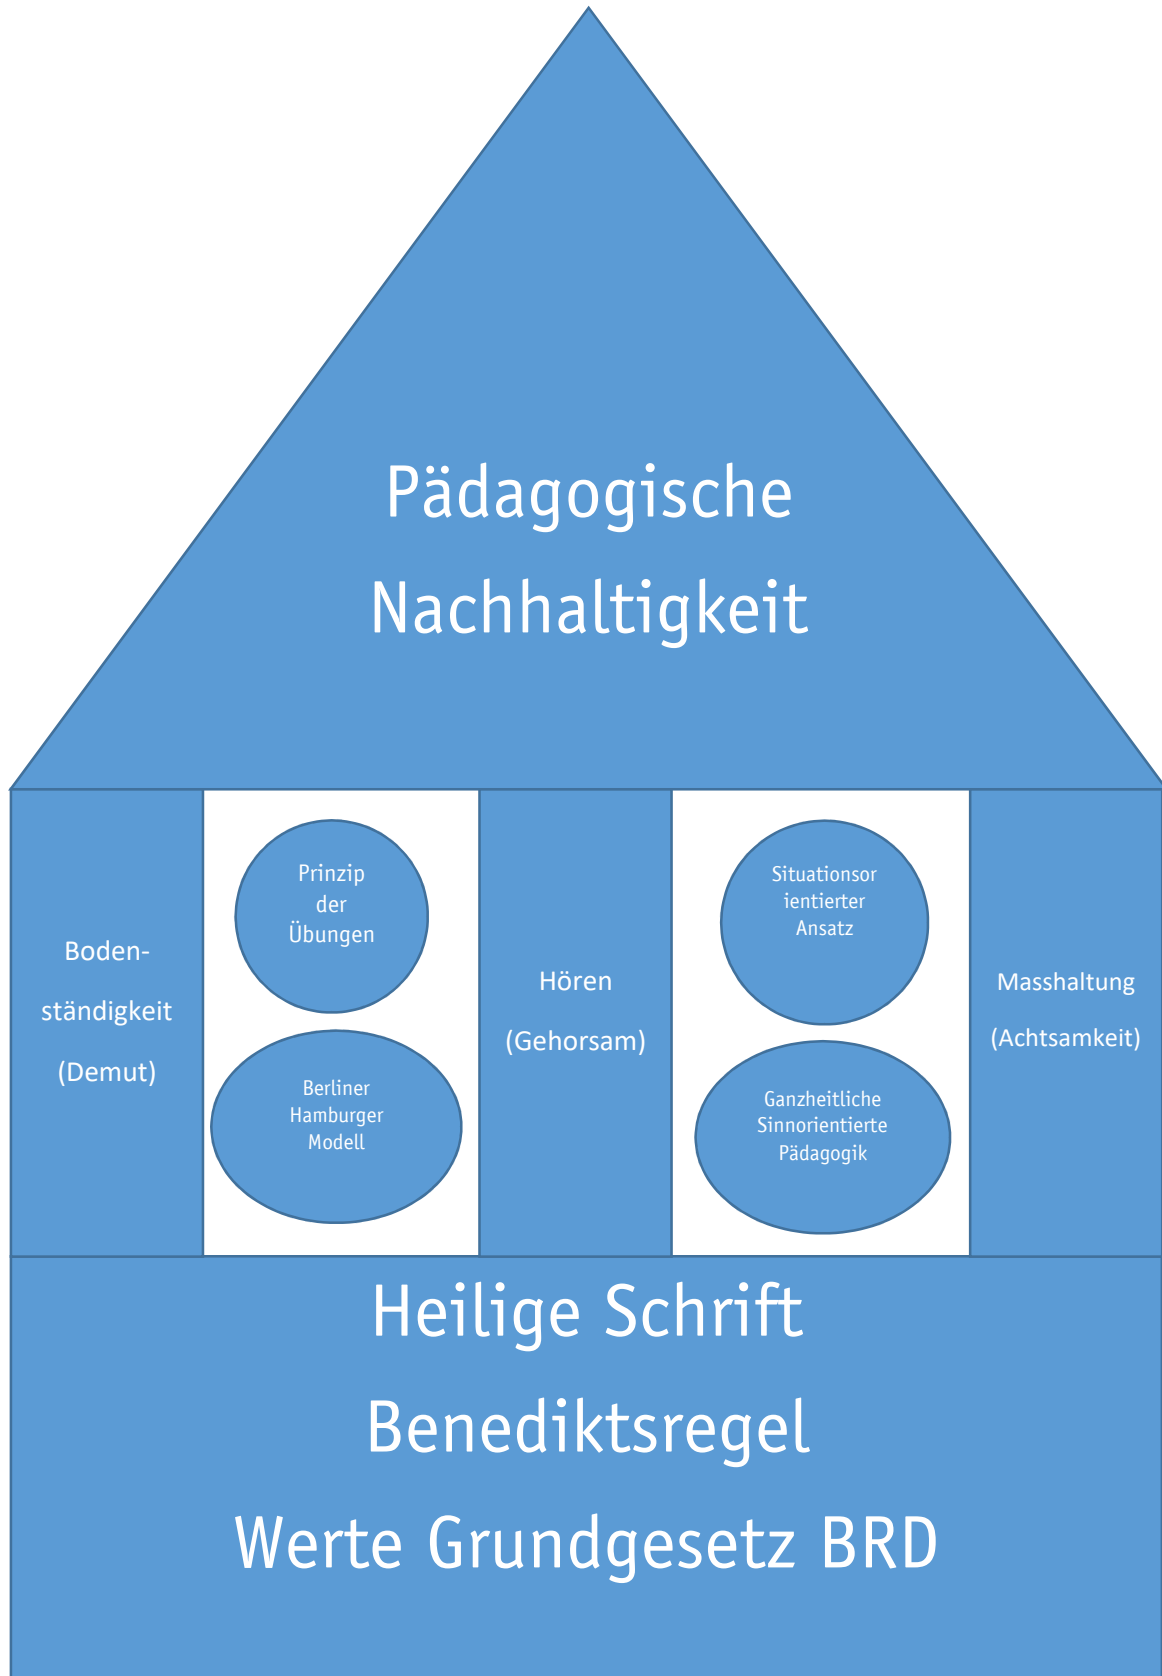 Pädagogische
Nachhaltigkeit
Boden-
ständigkeit
(Demut)
Prinzip
der
Übungen
Berliner
Hamburger
Modell
Hören
(Gehorsam)
Situationsor
ientierter
Ansatz
Ganzheitliche
Sinnorientierte
Pädagogik
Masshaltung
(Achtsamkeit)
Heilige Schrift
Benediktsregel
Werte Grundgesetz BRD